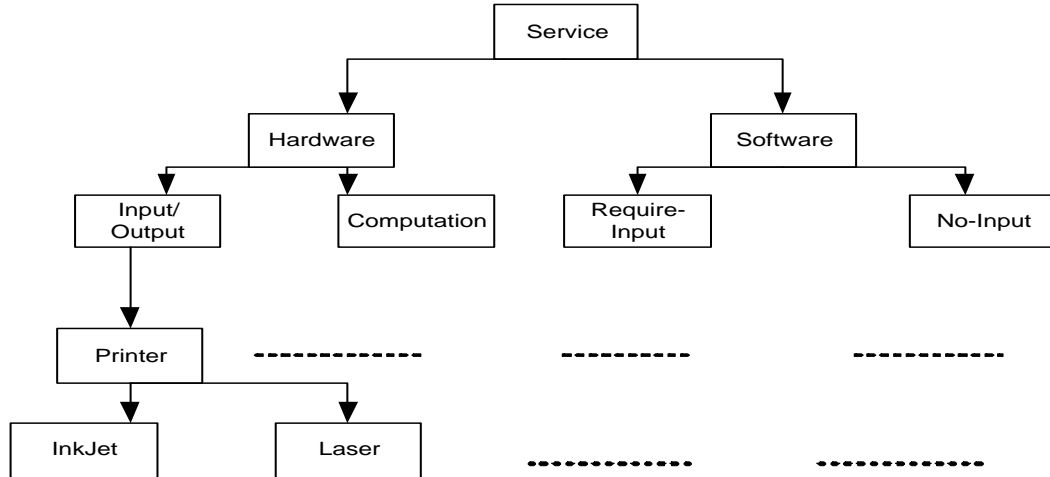 Service
Hardware
Software
Input/
Output
Computation
Require-
Input
No-Input
Printer
InkJet
Laser